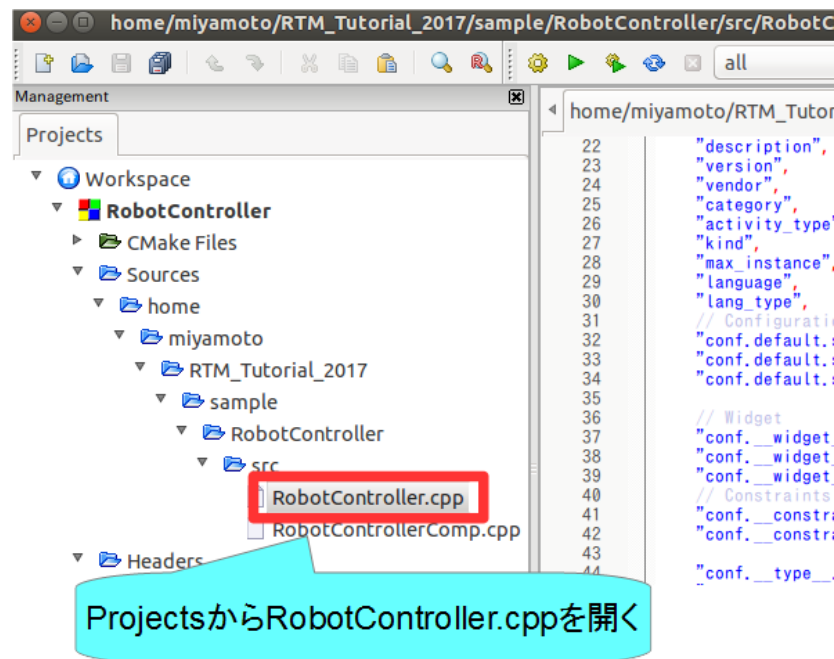 home/miyamoto/RTM_Tutorial_2017/sample/RobotController/src/RobotC
all
Management
Projects
Workspace
RobotController
CMake Files
Sources
home
miyamoto
RTM_Tutorial_2017
sample
RobotController
src
RobotController.cpp
RobotControllerComp.cpp
Headers
home/miyamoto/RTM_Tutor
22 "description",
23 "version",
24 "vendor",
25 "category",
26 "activity_type"
27 "kind",
28 "max_instance",
29 "language",
30 "lang_type",
31 // Configuratio
32 "conf.default.s
33 "conf.default.s
34 "conf.default.s
35
36 // Widget
37 "conf.__widget_
38 "conf.__widget_
39 "conf.__widget_
40 // Constraints
41 "conf.__constra
42 "conf.__constra
43
44 "conf.__type__.
ProjectsからRobotController.cppを開く